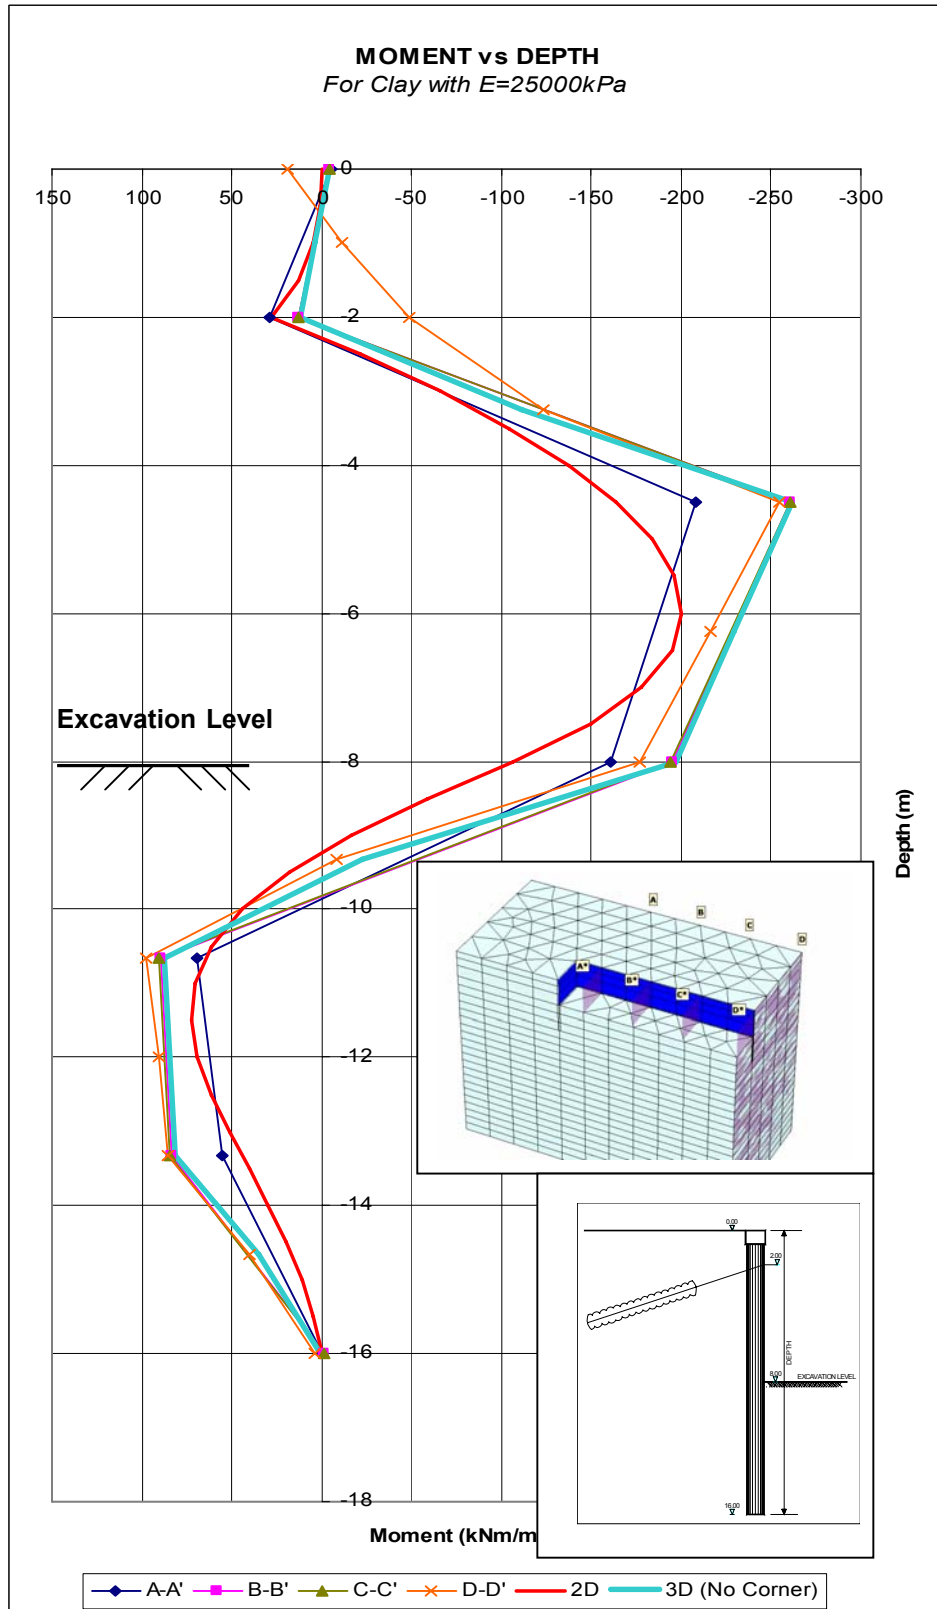 MOMENT vs DEPTH
For Clay with E=25000kPa
0
150 100 50 0 -50 -100 -150 -200 -250 -300
-2
-4
-6
Excavation Level
-8
Depth (m)
-10
A
B
C
D
A*
B*
C*
D*
-12
-14
0.00
2.00
DEPTH
8.00
EXCAVATION LEVEL
-16
16.00
-18
Moment (kNm/m
A-A' B-B' C-C' D-D' 2D 3D (No Corner)